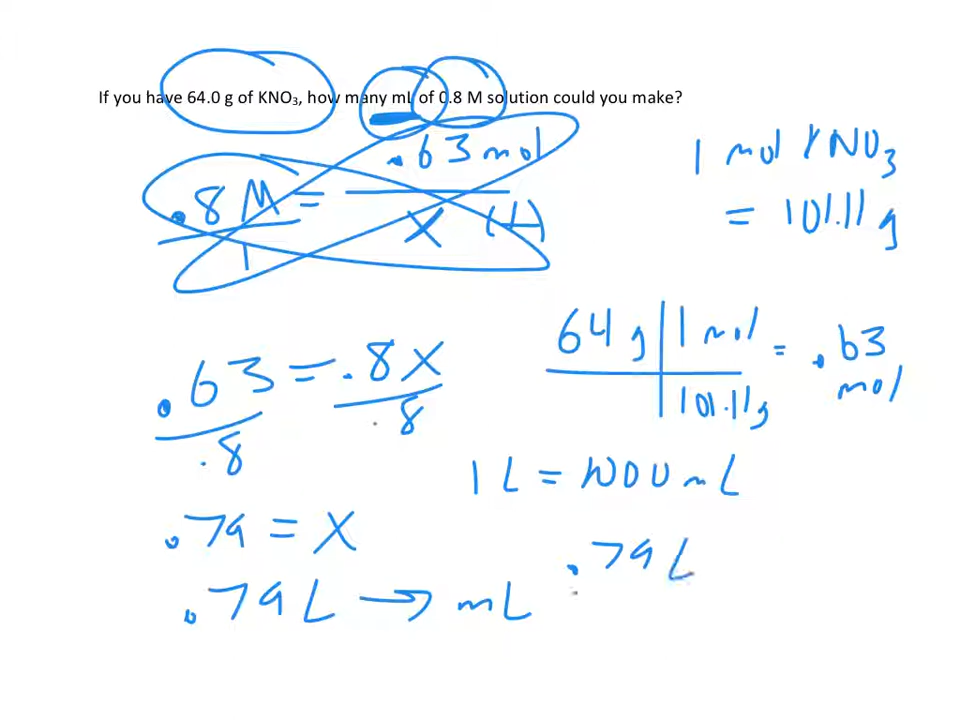 If you have 64.0 g of KNO₃, how many mL of 0.8 M solution could you make?
.8 M / 1 = .63 mol / X (L)
1 mol KNO₃
= 101.11 g
64 g | 1 mol / 101.11 g = .63 mol
.63 / .8 = .8X / .8
1 L = 1000 mL
.79 = X
.79 L
.79 L → mL